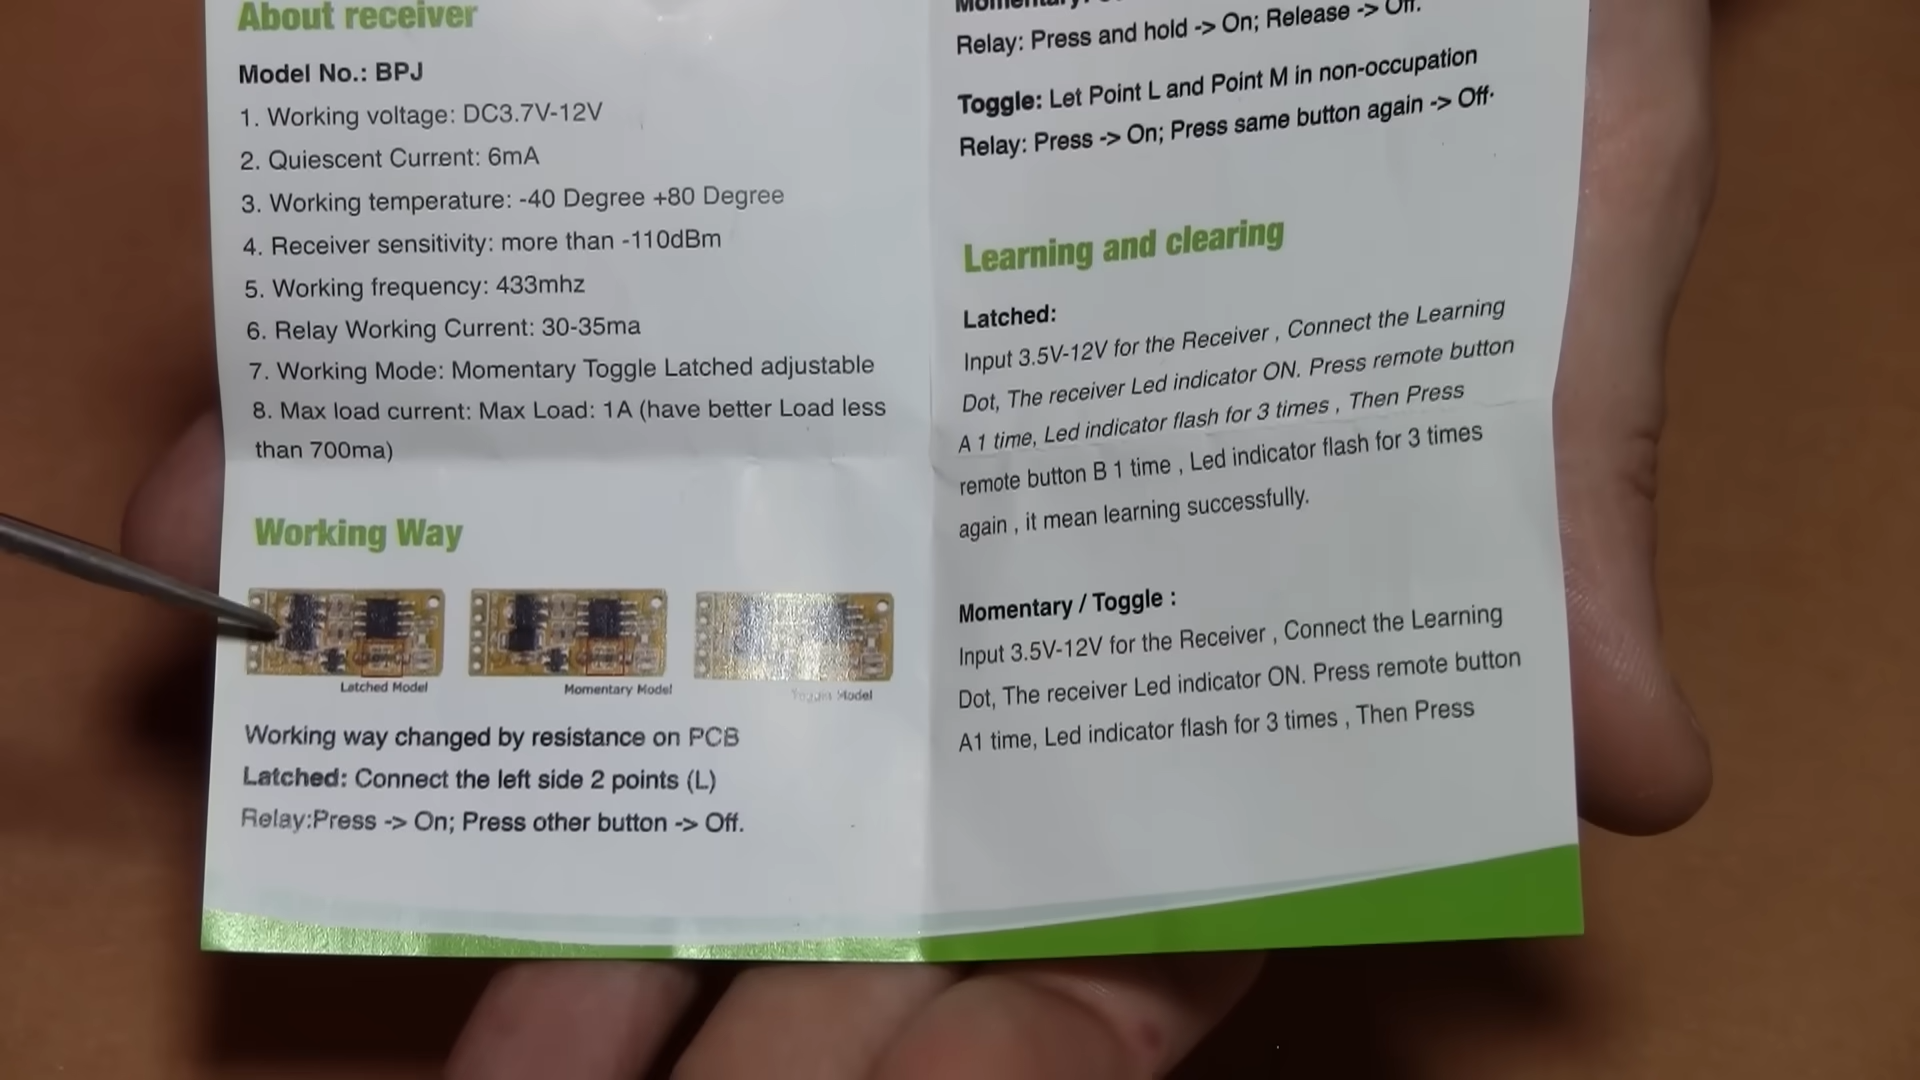 About receiver
Model No.: BPJ
1. Working voltage: DC3.7V-12V
2. Quiescent Current: 6mA
3. Working temperature: -40 Degree +80 Degree
4. Receiver sensitivity: more than -110dBm
5. Working frequency: 433mhz
6. Relay Working Current: 30-35ma
7. Working Mode: Momentary Toggle Latched adjustable
8. Max load current: Max Load: 1A (have better Load less
than 700ma)
Working Way
Latched Model
Momentary Model
Model
Working way changed by resistance on PCB
Latched: Connect the left side 2 points (L)
Relay:Press -> On; Press other button -> Off.
Momentary:
Relay: Press and hold -> On; Release -> Off.
Toggle: Let Point L and Point M in non-occupation
Relay: Press -> On; Press same button again -> Off.
Learning and clearing
Latched:
Input 3.5V-12V for the Receiver , Connect the Learning
Dot, The receiver Led indicator ON. Press remote button
A 1 time, Led indicator flash for 3 times , Then Press
remote button B 1 time , Led indicator flash for 3 times
again , it mean learning successfully.
Momentary / Toggle :
Input 3.5V-12V for the Receiver , Connect the Learning
Dot, The receiver Led indicator ON. Press remote button
A1 time, Led indicator flash for 3 times , Then Press